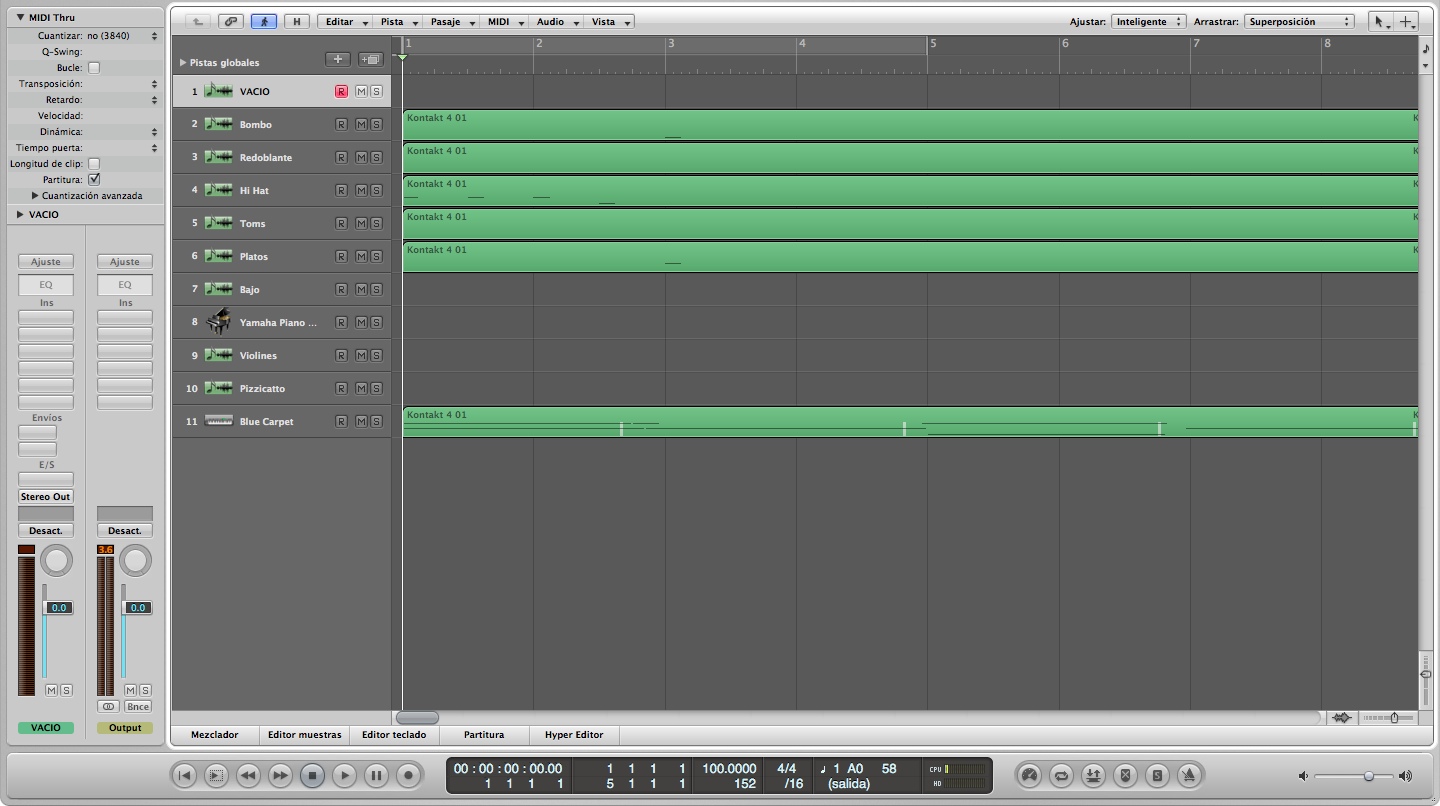 MIDI Thru
Cuantizar: no (3840)
Q-Swing:
Bucle:
Transposición:
Retardo:
Velocidad:
Dinámica:
Tiempo puerta:
Longitud de clip:
Partitura:
Cuantización avanzada
VACIO
Ajuste Ajuste
EQ EQ
Ins Ins
Envíos
E/S
Stereo Out
Desact. Desact.
3.6
0.0 0.0
M S M S
Bnce
VACIO Output
H Editar Pista Pasaje MIDI Audio Vista Ajustar: Inteligente Arrastrar: Superposición
1 2 3 4 5 6 7 8
Pistas globales
1 VACIO R M S
2 Bombo R M S Kontakt 4 01 K
3 Redoblante R M S Kontakt 4 01 K
4 Hi Hat R M S Kontakt 4 01 K
5 Toms R M S Kontakt 4 01 K
6 Platos R M S Kontakt 4 01 K
7 Bajo R M S
8 Yamaha Piano ... R M S
9 Violines R M S
10 Pizzicatto R M S
11 Blue Carpet R M S Kontakt 4 01 K
Mezclador Editor muestras Editor teclado Partitura Hyper Editor
00 : 00 : 00 : 00.00 1 1 1 1 100.0000 4/4 1 A0 58 CPU
1 1 1 1 5 1 1 1 152 /16 (salida) HD
S